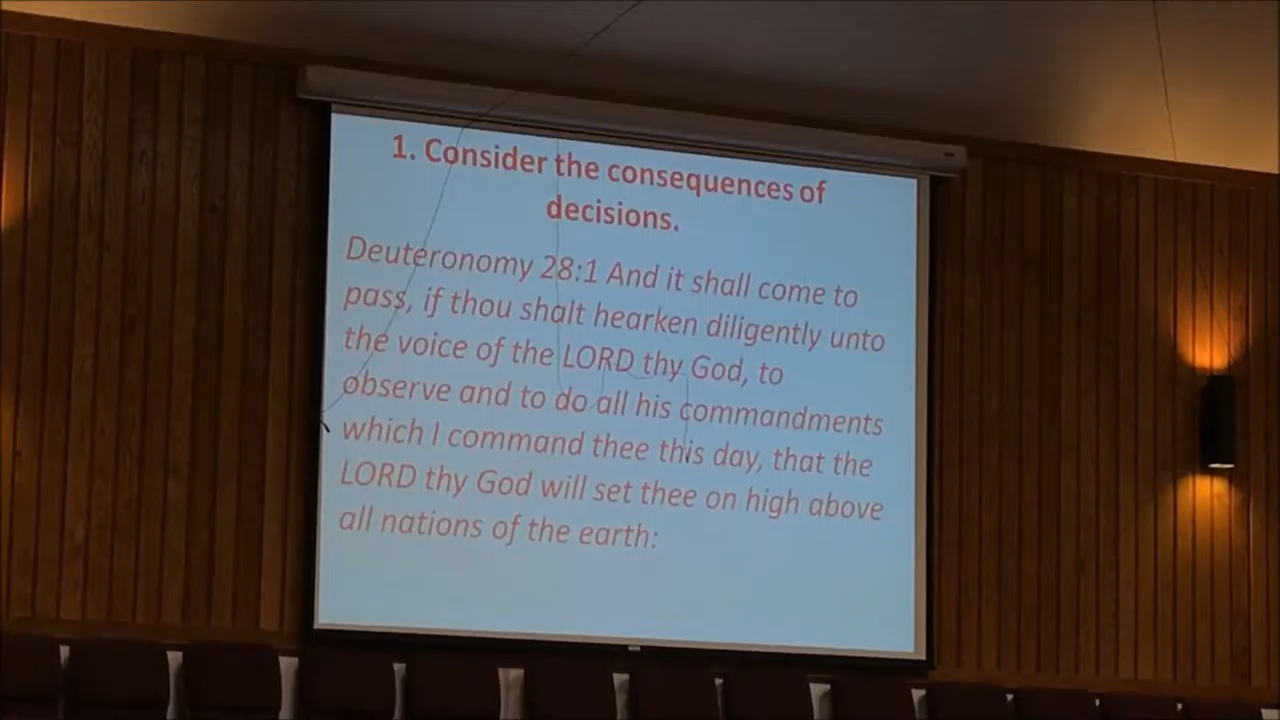 1. Consider the consequences of
decisions.
Deuteronomy 28:1 And it shall come to
pass, if thou shalt hearken diligently unto
the voice of the LORD thy God, to
observe and to do all his commandments
which I command thee this day, that the
LORD thy God will set thee on high above
all nations of the earth: